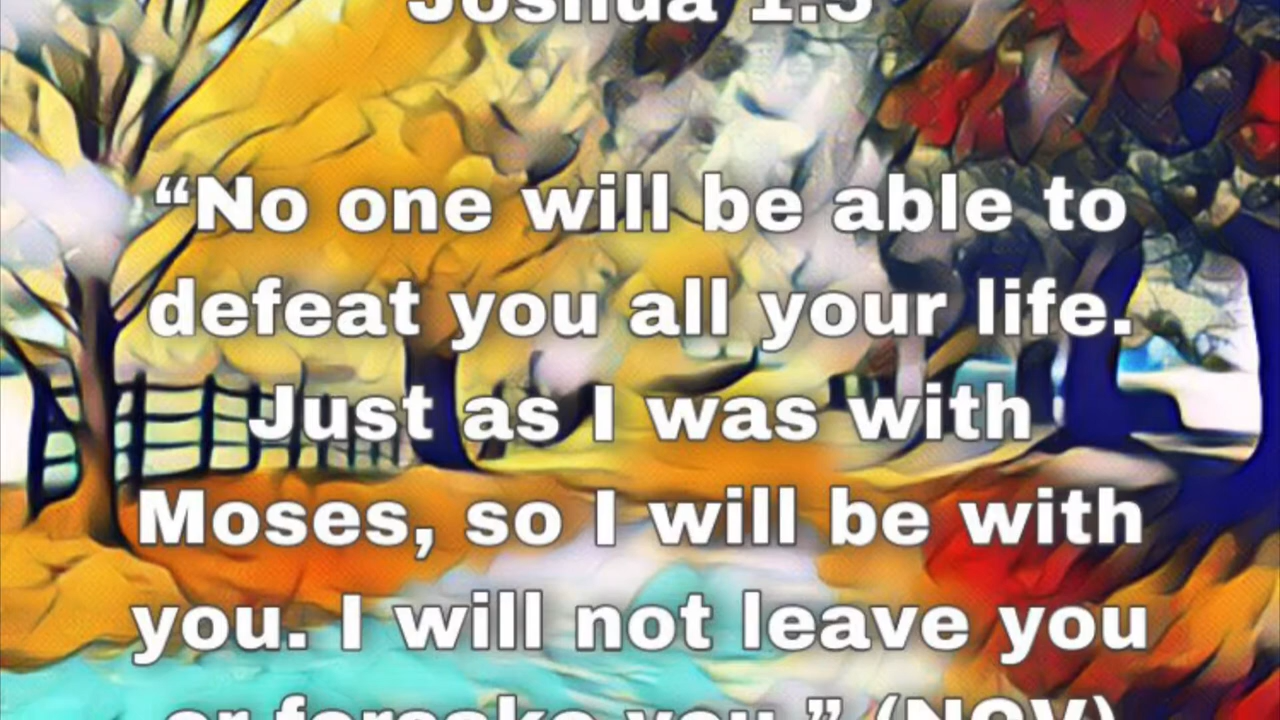 Joshua 1:5
“No one will be able to
defeat you all your life.
Just as I was with
Moses, so I will be with
you. I will not leave you
or forsake you.” (NCV)